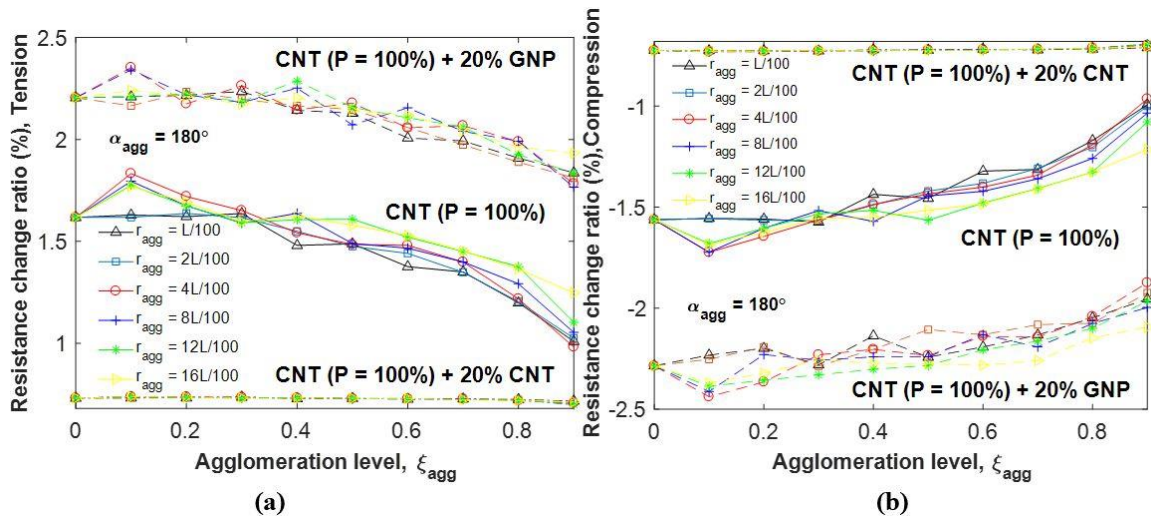 (a)
Resistance change ratio (%), Tension
2.5
2
1.5
1
CNT (P = 100%) + 20% GNP
α_agg = 180°
CNT (P = 100%)
r_agg = L/100
r_agg = 2L/100
r_agg = 4L/100
r_agg = 8L/100
r_agg = 12L/100
r_agg = 16L/100
CNT (P = 100%) + 20% CNT
0 0.2 0.4 0.6 0.8
Agglomeration level, ξ_agg
(a)
(b)
Resistance change ratio (%),Compression
-1
-1.5
-2
-2.5
CNT (P = 100%) + 20% CNT
r_agg = L/100
r_agg = 2L/100
r_agg = 4L/100
r_agg = 8L/100
r_agg = 12L/100
r_agg = 16L/100
CNT (P = 100%)
α_agg = 180°
CNT (P = 100%) + 20% GNP
0 0.2 0.4 0.6 0.8
Agglomeration level, ξ_agg
(b)